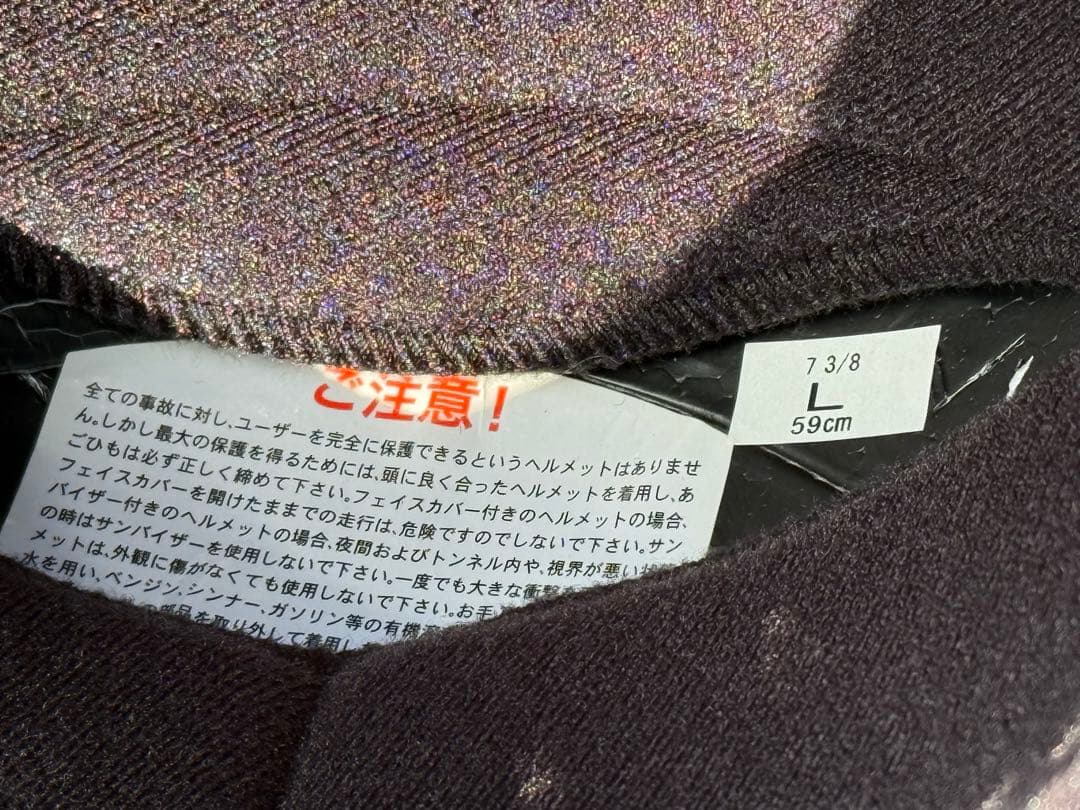 ご注意!
全ての事故に対し、ユーザーを完全に保護できるというヘルメットはありませ
ん。しかし最大の保護を得るためには、頭に良く合ったヘルメットを着用し、あ
ごひもは必ず正しく締めて下さい。フェイスカバー付きのヘルメットの場合、
フェイスカバーを開けたままでの走行は、危険ですのでしないで下さい。サン
バイザー付きのヘルメットの場合、夜間およびトンネル内や、視界が悪い状
の時はサンバイザーを使用しないで下さい。一度でも大きな衝撃
メットは、外観に傷がなくても使用しないで下さい。お手
水を用い、ベンジン、シンナー、ガソリン等の有機
部品を取り外して着用し
7 3/8
L
59cm